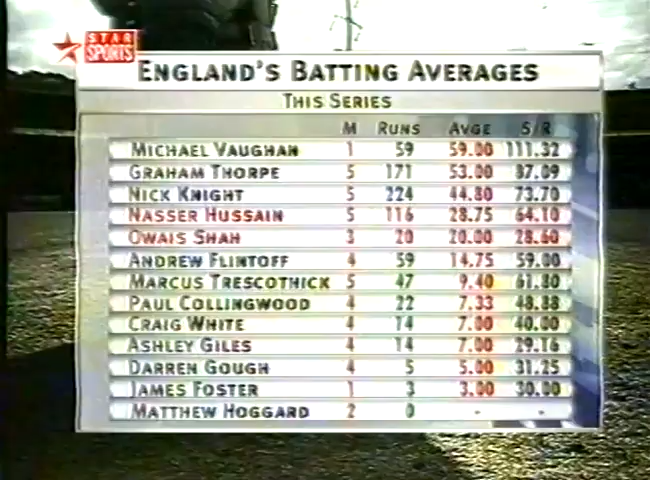 STAR
SPORTS
ENGLAND'S BATTING AVERAGES
THIS SERIES
M RUNS AVGE S/R
MICHAEL VAUGHAN 1 59 59.00 111.32
GRAHAM THORPE 5 171 53.00 87.09
NICK KNIGHT 5 224 44.80 73.70
NASSER HUSSAIN 5 116 28.75 64.10
OWAIS SHAH 3 20 20.00 28.60
ANDREW FLINTOFF 4 59 14.75 59.00
MARCUS TRESCOTHICK 5 47 9.40 61.80
PAUL COLLINGWOOD 4 22 7.33 48.88
CRAIG WHITE 4 14 7.00 40.00
ASHLEY GILES 4 14 7.00 29.16
DARREN GOUGH 4 5 5.00 31.25
JAMES FOSTER 1 3 3.00 30.00
MATTHEW HOGGARD 2 0 - -